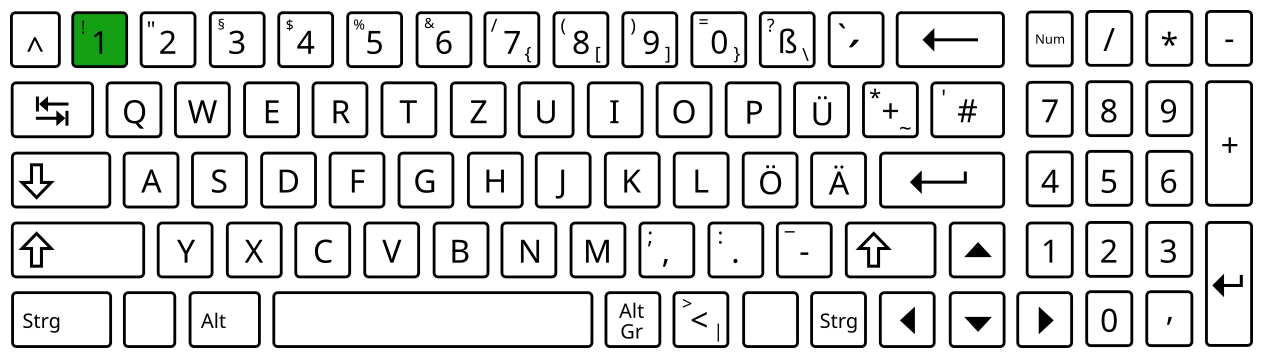 ^ ! 1 " 2 § 3 $ 4 % 5 & 6 / 7 { ( 8 [ ) 9 ] = 0 } ? ß \ ` ´ Num / * -
Q W E R T Z U I O P Ü * + ~ ' # 7 8 9 +
A S D F G H J K L Ö Ä 4 5 6
Y X C V B N M ; , : . _ - 1 2 3
Strg Alt Alt Gr > < | Strg 0 ,